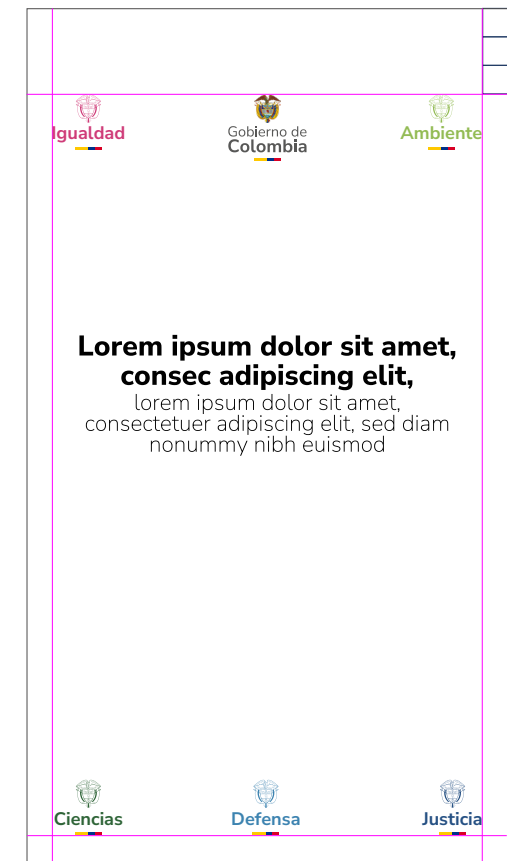 Igualdad
Gobierno de
Colombia
Ambiente
Lorem ipsum dolor sit amet,
consec adipiscing elit,
lorem ipsum dolor sit amet,
consectetuer adipiscing elit, sed diam
nonummy nibh euismod
Ciencias
Defensa
Justicia